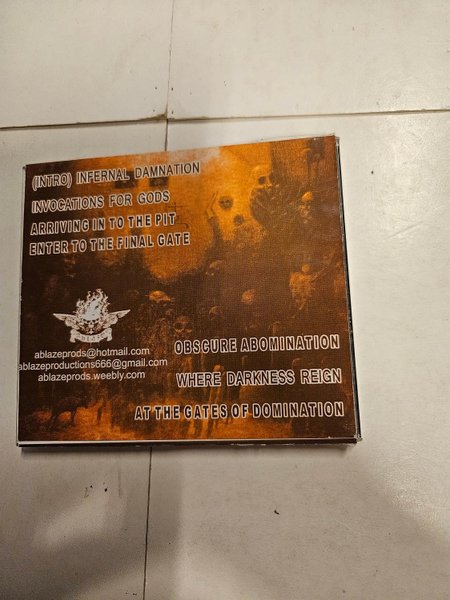 (INTRO) INFERNAL DAMNATION
INVOCATIONS FOR GODS
ARRIVING IN TO THE PIT
ENTER TO THE FINAL GATE
ABLAZE
ablazeprods@hotmail.com
ablazeproductions666@gmail.com
ablazeprods.weebly.com
OBSCURE ABOMINATION
WHERE DARKNESS REIGN
AT THE GATES OF DOMINATION